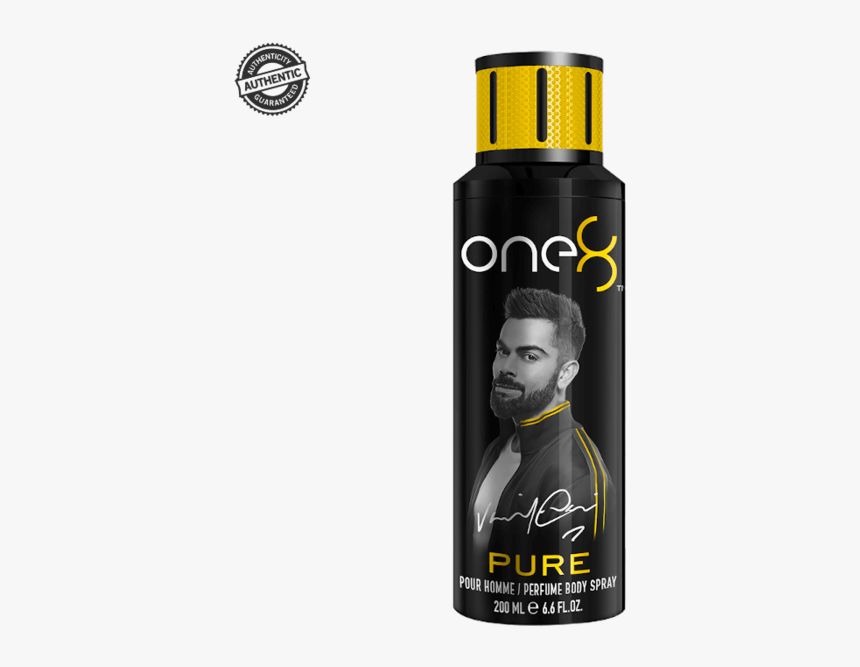 AUTHENTICITY
AUTHENTIC
GUARANTEED
one8
TM
PURE
POUR HOMME / PERFUME BODY SPRAY
200 ML e 6.6 FL.OZ.